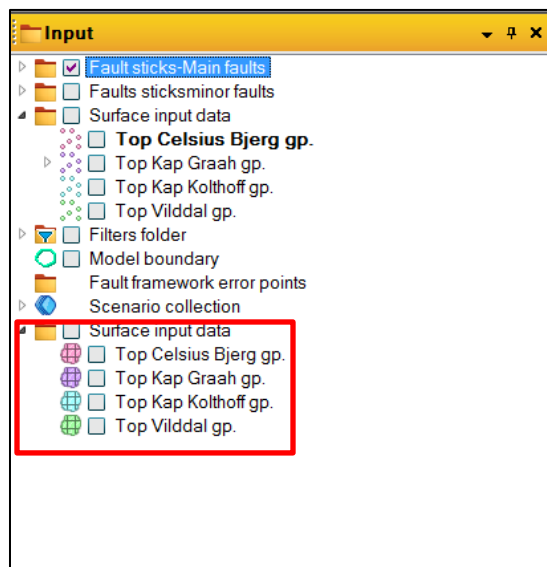 Input
Fault sticks-Main faults
Faults sticksminor faults
Surface input data
Top Celsius Bjerg gp.
Top Kap Graah gp.
Top Kap Kolthoff gp.
Top Vilddal gp.
Filters folder
Model boundary
Fault framework error points
Scenario collection
Surface input data
Top Celsius Bjerg gp.
Top Kap Graah gp.
Top Kap Kolthoff gp.
Top Vilddal gp.